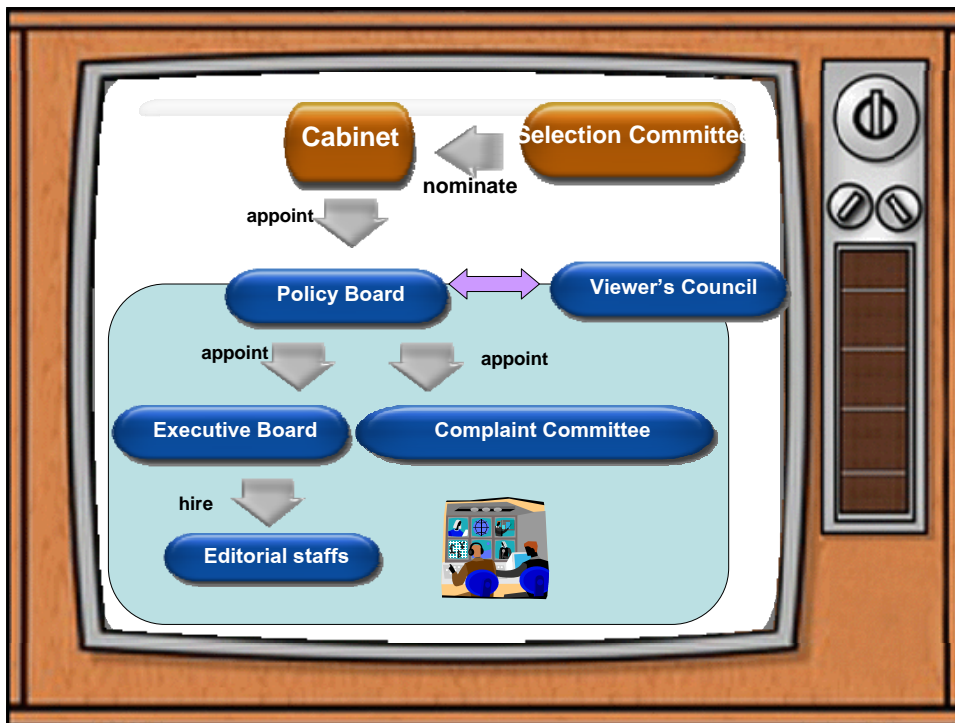 Cabinet
Selection Committee
nominate
appoint
Policy Board
Viewer’s Council
appoint
appoint
Executive Board
Complaint Committee
hire
Editorial staffs